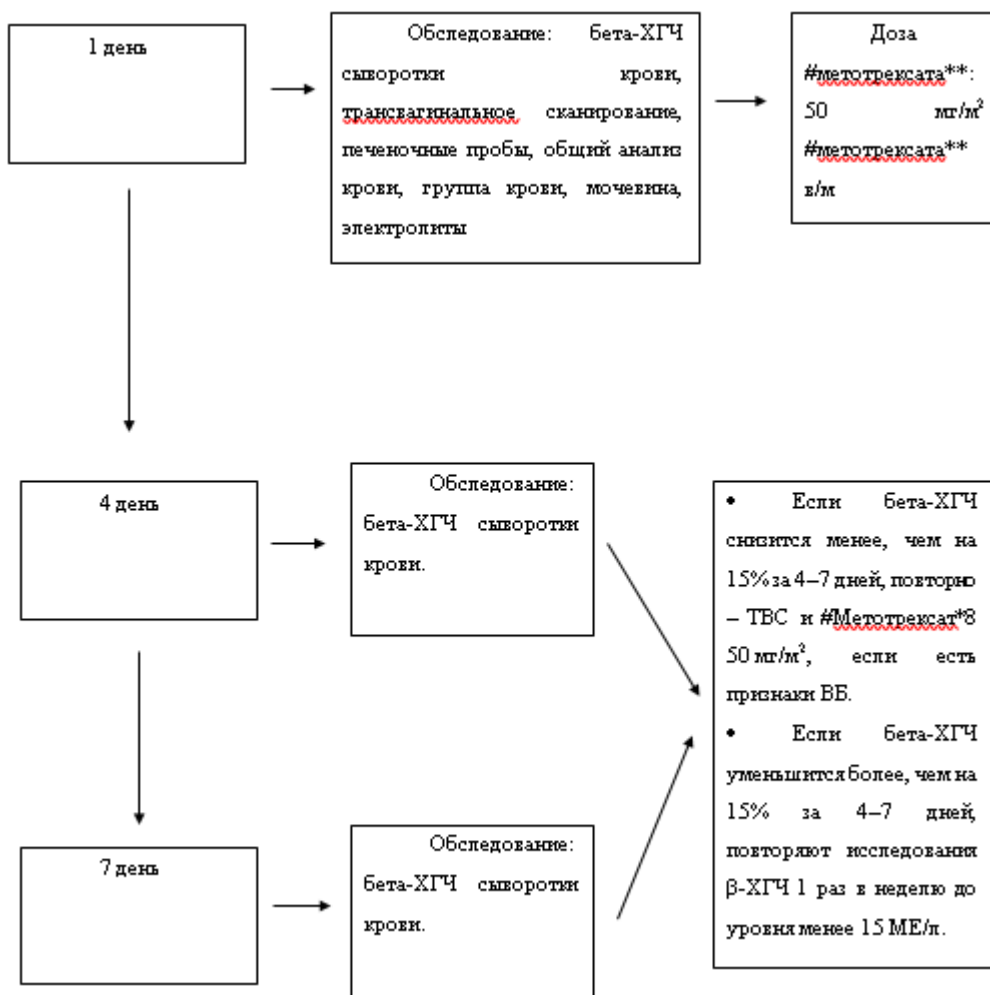 1 день
Обследование: бета-ХГЧ
сыворотки крови,
трансвагинальное сканирование,
печеночные пробы, общий анализ
крови, группа крови, мочевина,
электролиты
Доза
#метотрексата**:
50 мг/м²
#метотрексата**
в/м
4 день
Обследование:
бета-ХГЧ сыворотки
крови.
• Если бета-ХГЧ
снизится менее, чем на
15% за 4–7 дней, повторно
– ТВС и #Метотрексат*8
50 мг/м², если есть
признаки ВБ.
• Если бета-ХГЧ
уменьшится более, чем на
15% за 4–7 дней,
повторяют исследования
β-ХГЧ 1 раз в неделю до
уровня менее 15 МЕ/л.
7 день
Обследование:
бета-ХГЧ сыворотки
крови.